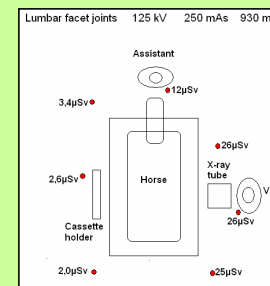 Lumbar facet joints 125 kV 250 mAs 930 m
Assistant
12µSv
3,4µSv
26µSv
X-ray
tube
2,6µSv
Horse
V
26µSv
Cassette
holder
2,0µSv
25µSv